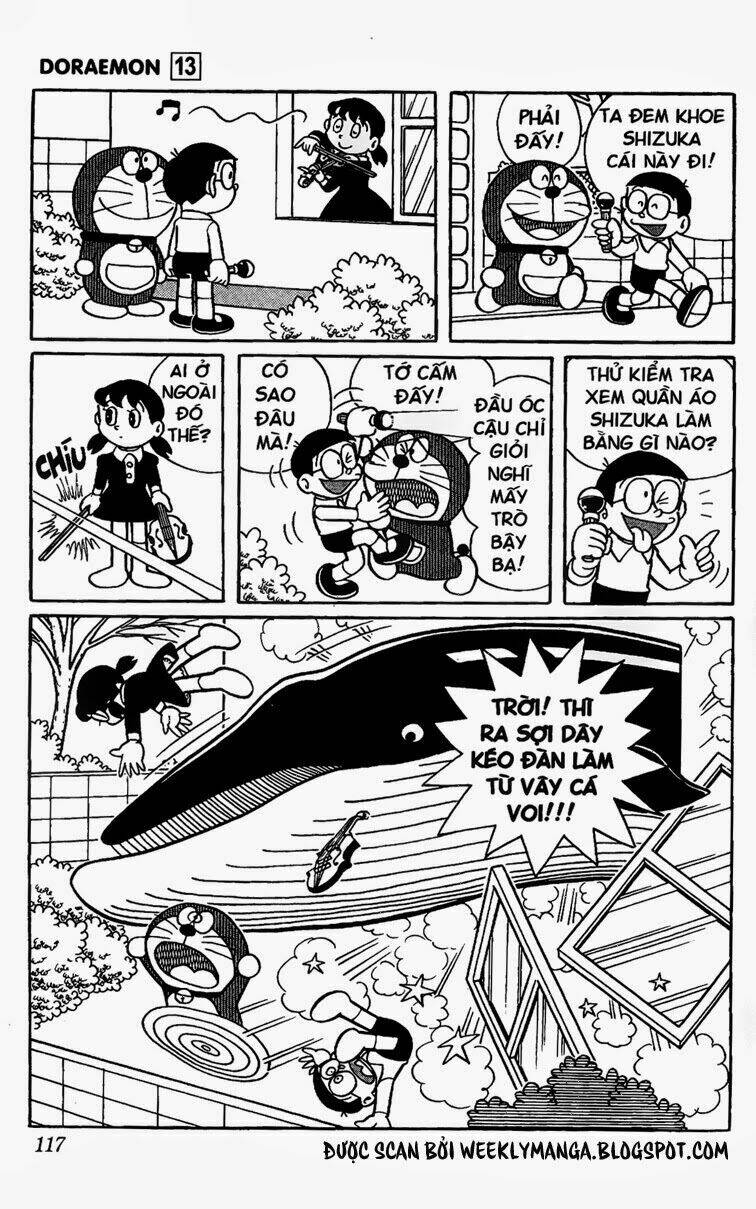 DORAEMON 13
PHẢI
ĐẤY!
TA ĐEM KHOE
SHIZUKA
CÁI NÀY ĐI!
AI Ở
NGOÀI
ĐÓ
THẾ?
CHÍU
CÓ
SAO
ĐÂU
MÀ!
TỚ CẤM
ĐẤY!
ĐẦU ÓC
CẬU CHỈ
GIỎI
NGHĨ
MẤY
TRÒ
BẬY
BẠ!
THỬ KIỂM TRA
XEM QUẦN ÁO
SHIZUKA LÀM
BẰNG GÌ NÀO?
TRỜI! THÌ
RA SỢI DÂY
KÉO ĐÀN LÀM
TỪ VÂY CÁ
VOI!!!
117
ĐƯỢC SCAN BỞI WEEKLYMANGA.BLOGSPOT.COM